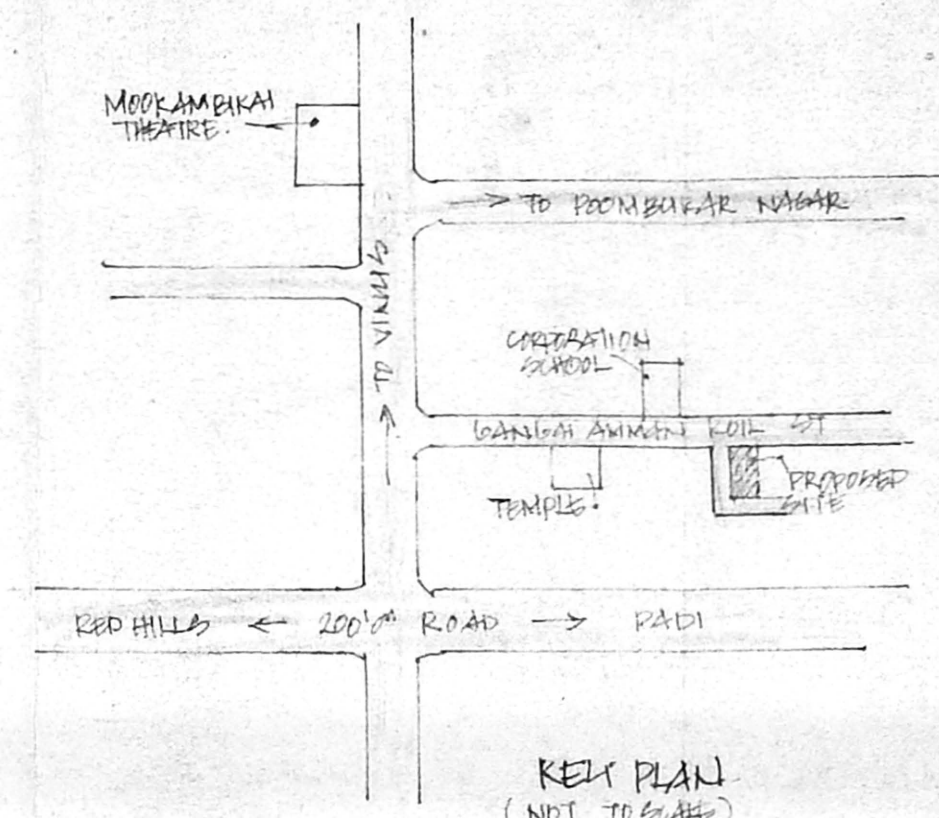 MOOKAMBIKAI
THEATRE.
→ TO POOMBUKAR NAGAR
→ TO VINUS
CORPORATION
SCHOOL
GANGAI AMMAN KOIL ST
TEMPLE.
PROPOSED
SITE
RED HILLS ← 200'0" ROAD → PADI
KEY PLAN
(NOT TO SCALE)